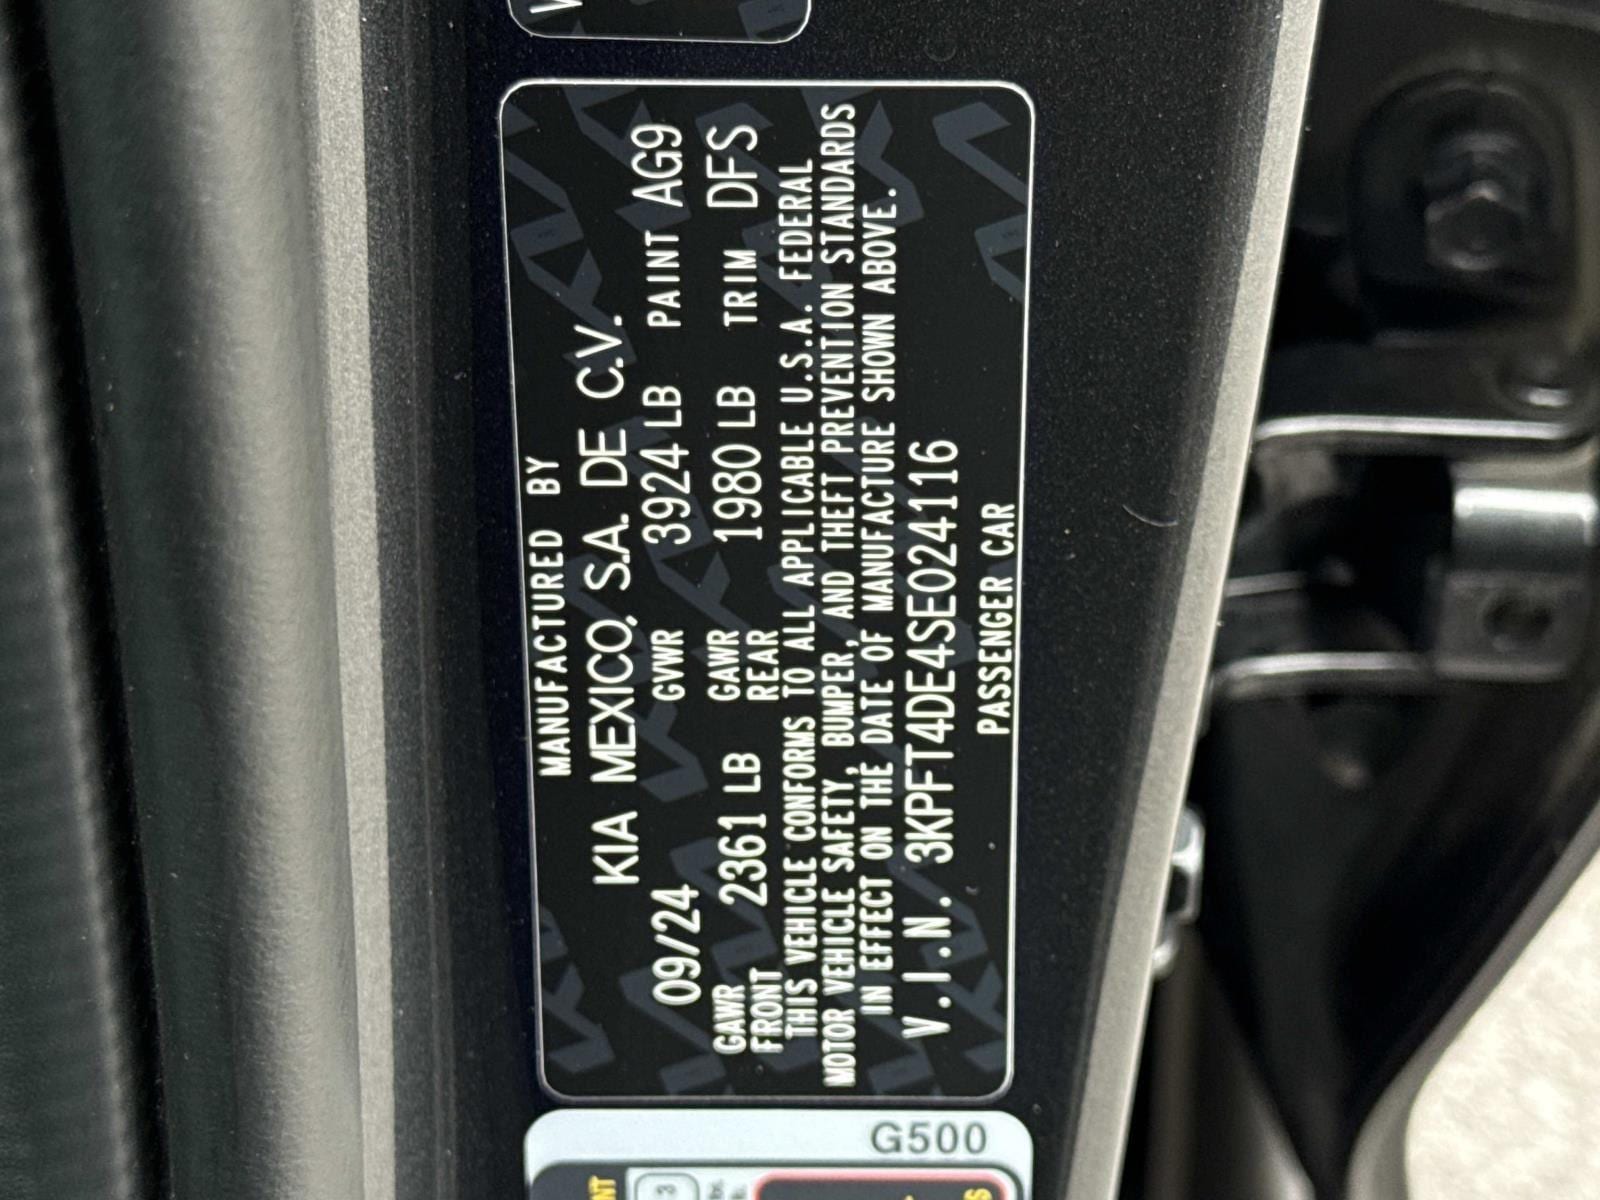 MANUFACTURED BY
KIA MEXICO, S.A. DE C.V.
09/24 GVWR 3924 LB PAINT AG9
GAWR FRONT 2361 LB GAWR REAR 1980 LB TRIM DFS
THIS VEHICLE CONFORMS TO ALL APPLICABLE U.S.A. FEDERAL
MOTOR VEHICLE SAFETY, BUMPER, AND THEFT PREVENTION STANDARDS
IN EFFECT ON THE DATE OF MANUFACTURE SHOWN ABOVE.
V.I.N. 3KPFT4DE4SE024116
PASSENGER CAR
G500